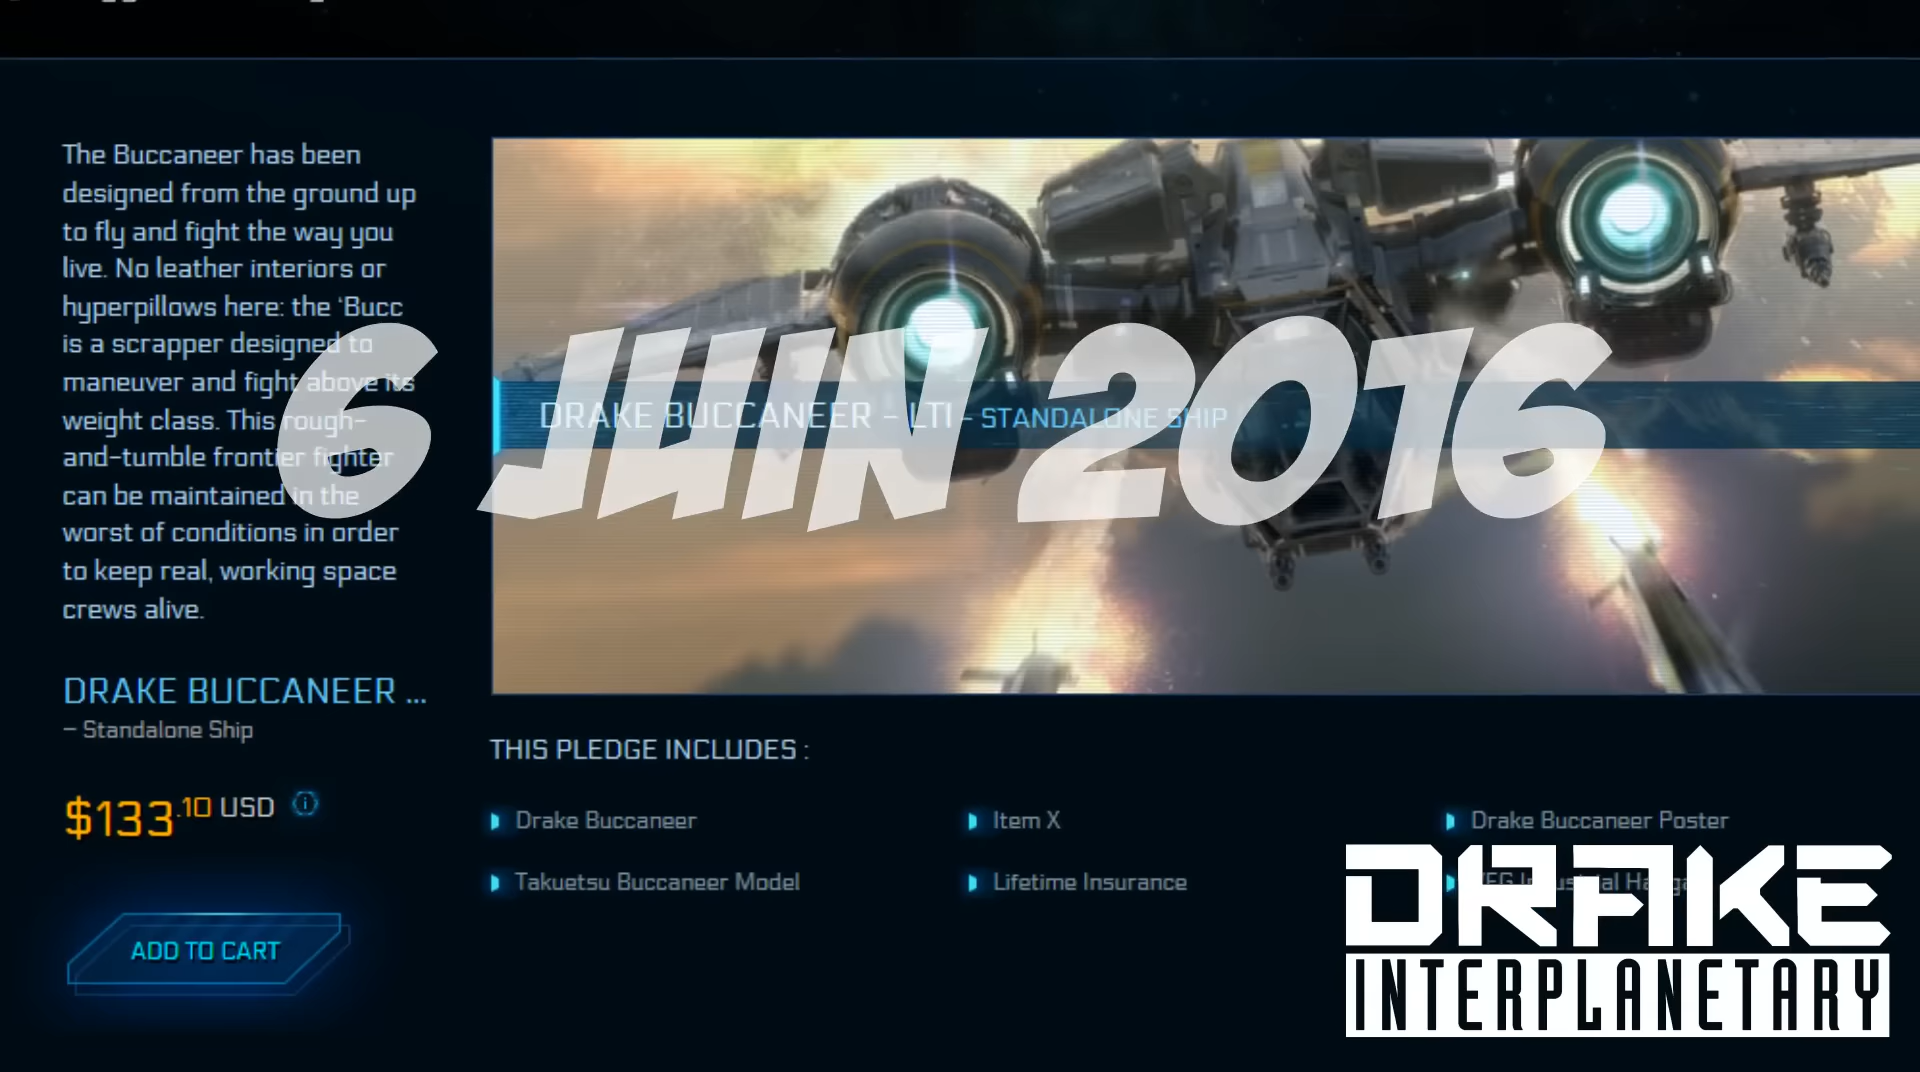 The Buccaneer has been
designed from the ground up
to fly and fight the way you
live. No leather interiors or
hyperpillows here: the ‘Bucc
is a scrapper designed to
maneuver and fight above its
weight class. This rough-
and-tumble frontier fighter
can be maintained in the
worst of conditions in order
to keep real, working space
crews alive.
6 JUIN 2016
DRAKE BUCCANEER - LTI - STANDALONE SHIP
DRAKE BUCCANEER ...
- Standalone Ship
$133.10 USD
ADD TO CART
THIS PLEDGE INCLUDES :
Drake Buccaneer
Item X
Drake Buccaneer Poster
Takuetsu Buccaneer Model
Lifetime Insurance
DRAKE
INTERPLANETARY